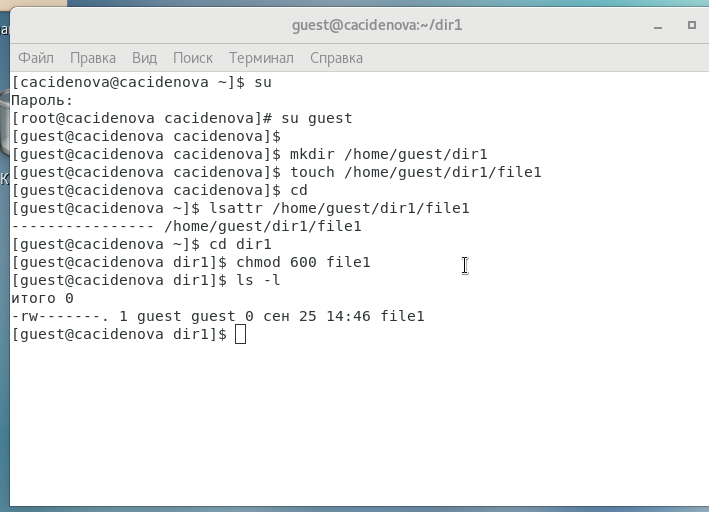 guest@cacidenova:~/dir1
Файл Правка Вид Поиск Терминал Справка
[cacidenova@cacidenova ~]$ su
Пароль:
[root@cacidenova cacidenova]# su guest
[guest@cacidenova cacidenova]$
[guest@cacidenova cacidenova]$ mkdir /home/guest/dir1
[guest@cacidenova cacidenova]$ touch /home/guest/dir1/file1
[guest@cacidenova cacidenova]$ cd
[guest@cacidenova ~]$ lsattr /home/guest/dir1/file1
---------------- /home/guest/dir1/file1
[guest@cacidenova ~]$ cd dir1
[guest@cacidenova dir1]$ chmod 600 file1
[guest@cacidenova dir1]$ ls -l
итого 0
-rw-------. 1 guest guest 0 сен 25 14:46 file1
[guest@cacidenova dir1]$